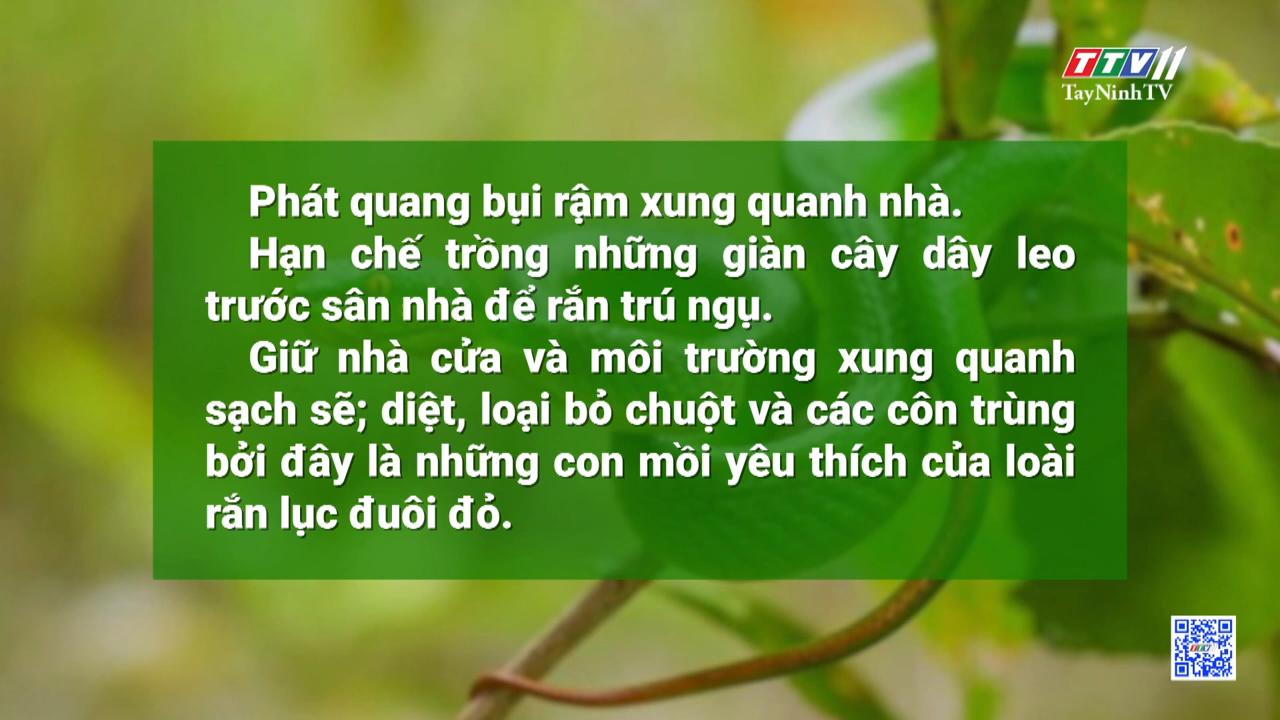 TTV11
TayNinhTV
Phát quang bụi rậm xung quanh nhà.
Hạn chế trồng những giàn cây dây leo
trước sân nhà để rắn trú ngụ.
Giữ nhà cửa và môi trường xung quanh
sạch sẽ; diệt, loại bỏ chuột và các côn trùng
bởi đây là những con mồi yêu thích của loài
rắn lục đuôi đỏ.
TTV11